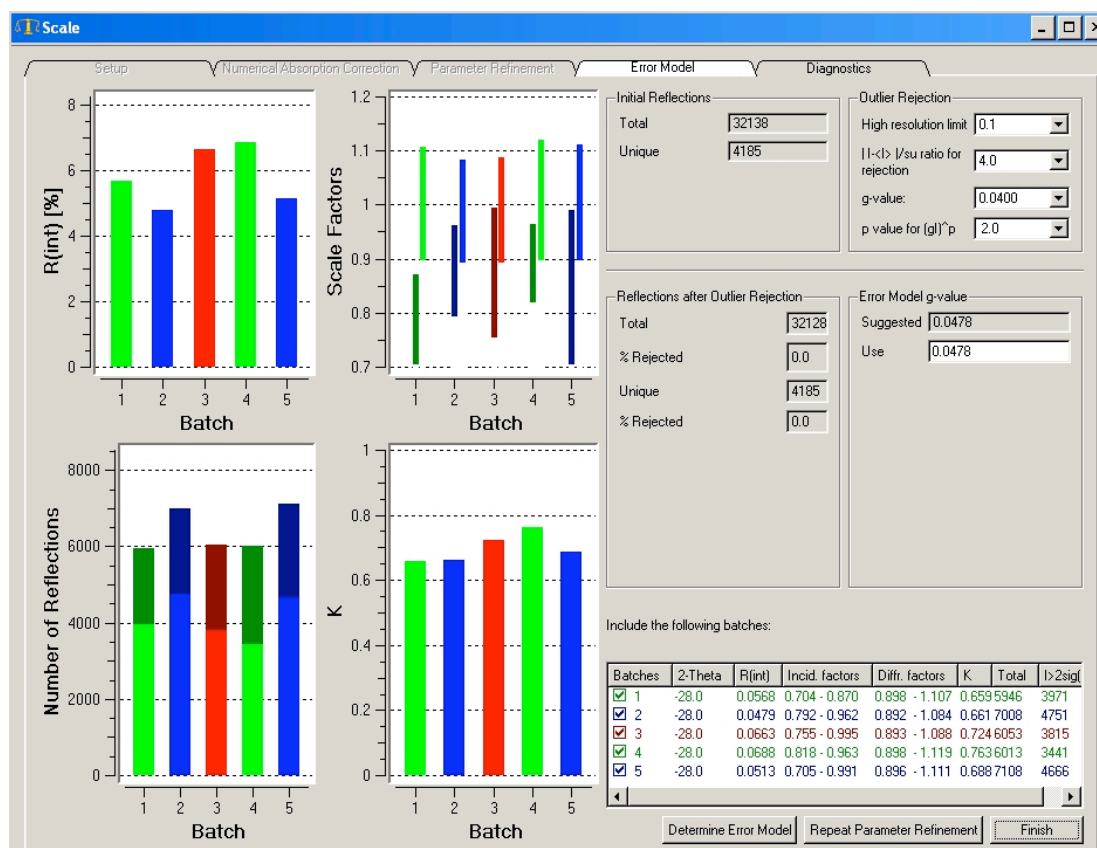 Scale
Setup
Numerical Absorption Correction
Parameter Refinement
Error Model
Diagnostics
R(int) [%]
8
6
4
2
0
1 2 3 4 5
Batch
Scale Factors
1.2
1.1
1
0.9
0.8
0.7
1 2 3 4 5
Batch
Initial Reflections
Total 32138
Unique 4185
Outlier Rejection
High resolution limit 0.1
| I-<I> |/su ratio for
rejection 4.0
g-value: 0.0400
p value for (gI)^p 2.0
Reflections after Outlier Rejection
Total 32128
% Rejected 0.0
Unique 4185
% Rejected 0.0
Error Model g-value
Suggested 0.0478
Use 0.0478
Number of Reflections
8000
6000
4000
2000
0
1 2 3 4 5
Batch
K
1
0.8
0.6
0.4
0.2
0
1 2 3 4 5
Batch
Include the following batches:
Batches 2-Theta R(int) Incid. factors Diffr. factors K Total I>2sig(
1 -28.0 0.0568 0.704 - 0.870 0.898 - 1.107 0.659 5946 3971
2 -28.0 0.0479 0.792 - 0.962 0.892 - 1.084 0.661 7008 4751
3 -28.0 0.0663 0.755 - 0.995 0.893 - 1.088 0.724 6053 3815
4 -28.0 0.0688 0.818 - 0.963 0.898 - 1.119 0.763 6013 3441
5 -28.0 0.0513 0.705 - 0.991 0.896 - 1.111 0.688 7108 4666
Determine Error Model
Repeat Parameter Refinement
Finish